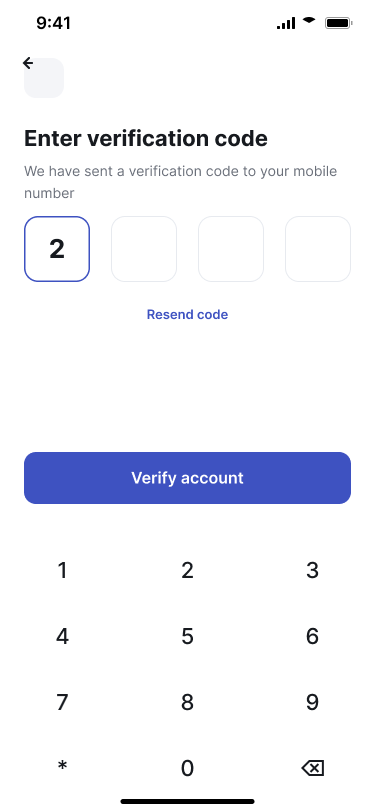 9:41
Enter verification code
We have sent a verification code to your mobile
number
2
Resend code
Verify account
1 2 3
4 5 6
7 8 9
* 0